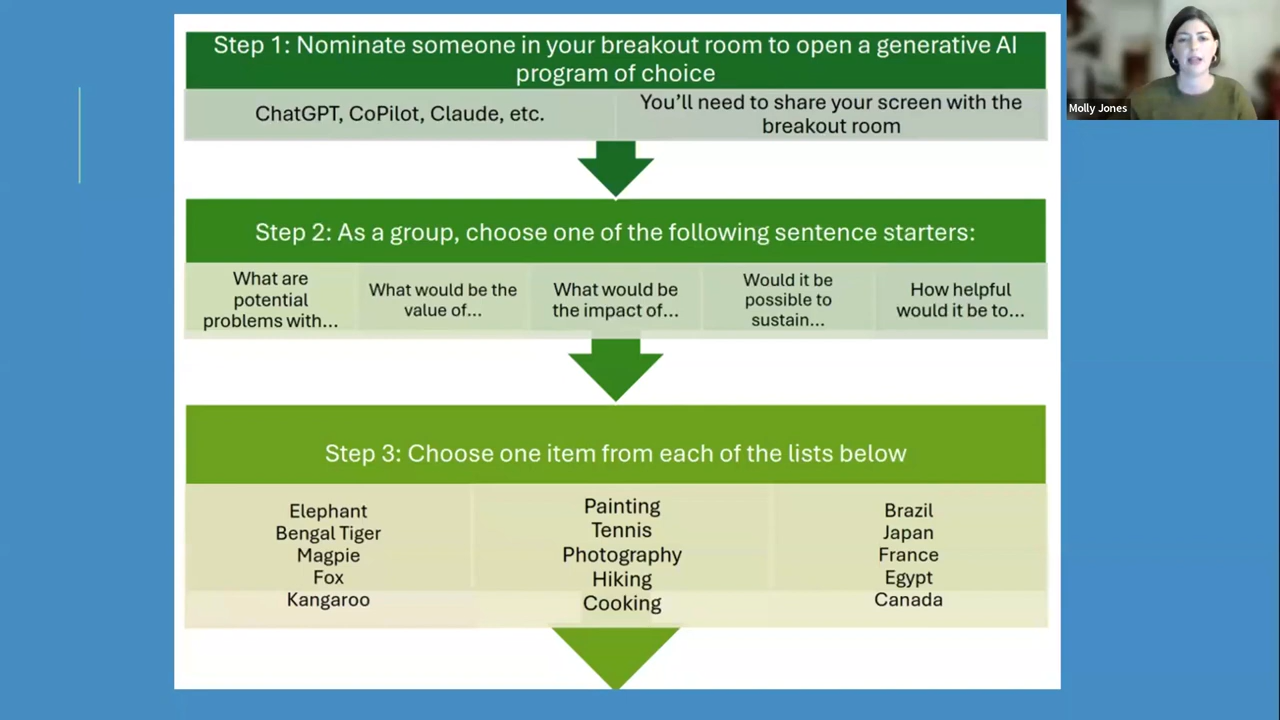 Step 1: Nominate someone in your breakout room to open a generative AI
program of choice
ChatGPT, CoPilot, Claude, etc.
You’ll need to share your screen with the
breakout room
Step 2: As a group, choose one of the following sentence starters:
What are
potential
problems with...
What would be the
value of...
What would be
the impact of...
Would it be
possible to
sustain...
How helpful
would it be to...
Step 3: Choose one item from each of the lists below
Elephant
Bengal Tiger
Magpie
Fox
Kangaroo
Painting
Tennis
Photography
Hiking
Cooking
Brazil
Japan
France
Egypt
Canada
Molly Jones